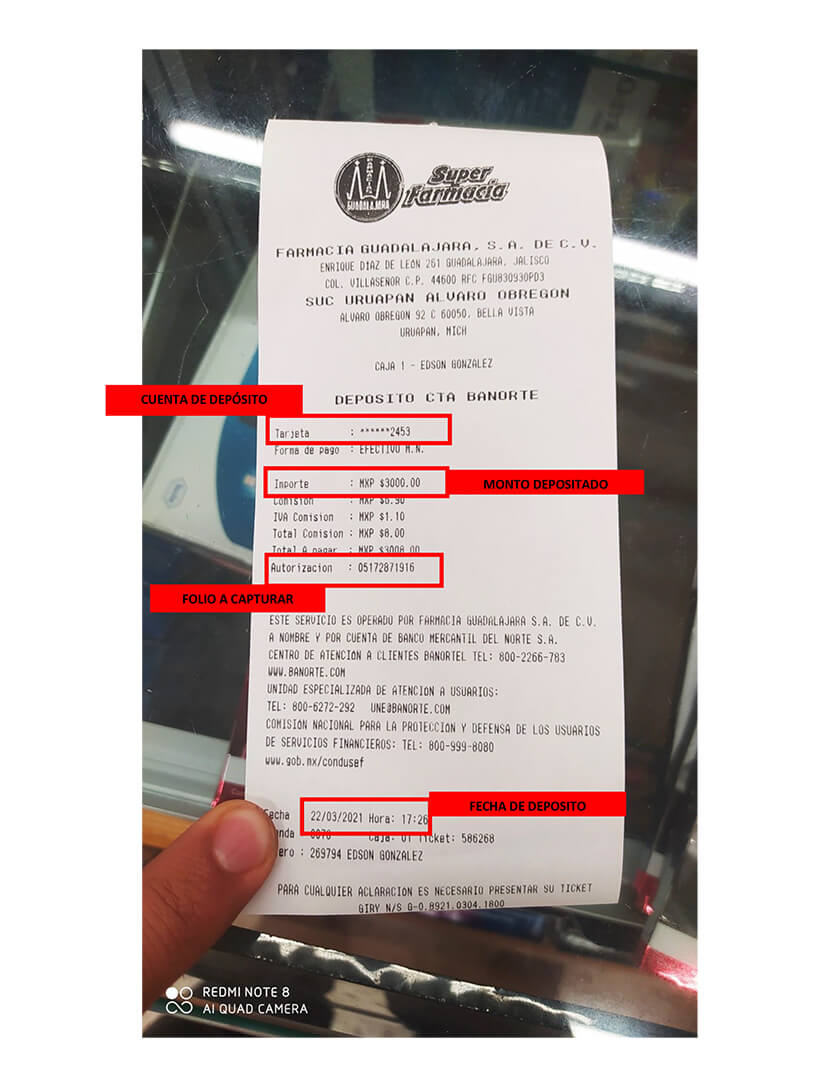 FARMACIA
GUADALAJARA
Super
Farmacia
FARMACIA GUADALAJARA, S.A. DE C.V.
ENRIQUE DIAZ DE LEON 261 GUADALAJARA, JALISCO
COL. VILLASENOR C.P. 44600 RFC FGU830930PD3
SUC URUAPAN ALVARO OBREGON
ALVARO OBREGON 92 C 60050, BELLA VISTA
URUAPAN, MICH
CAJA 1 - EDSON GONZALEZ
CUENTA DE DEPÓSITO
DEPOSITO CTA BANORTE
Tarjeta : ******2453
Forma de pago : EFECTIVO M.N.
Importe : MXP $3000.00
MONTO DEPOSITADO
Comision : MXP $6.90
IVA Comision : MXP $1.10
Total Comision : MXP $8.00
Total A pagar : MXP $3008.00
Autorizacion : 05172871916
FOLIO A CAPTURAR
ESTE SERVICIO ES OPERADO POR FARMACIA GUADALAJARA S.A. DE C.V.
A NOMBRE Y POR CUENTA DE BANCO MERCANTIL DEL NORTE S.A.
CENTRO DE ATENCION A CLIENTES BANORTEL TEL: 800-2266-783
WWW.BANORTE.COM
UNIDAD ESPECIALIZADA DE ATENCION A USUARIOS:
TEL: 800-6272-292 UNE@BANORTE.COM
COMISION NACIONAL PARA LA PROTECCION Y DEFENSA DE LOS USUARIOS
DE SERVICIOS FINANCIEROS: TEL: 800-999-8080
www.gob.mx/condusef
FECHA DE DEPOSITO
Fecha 22/03/2021 Hora: 17:26
enda 0070 Caja: 01 Ticket: 586268
ero : 269794 EDSON GONZALEZ
PARA CUALQUIER ACLARACION ES NECESARIO PRESENTAR SU TICKET
GIRY N/S G-0.8921.0304.1800
REDMI NOTE 8
AI QUAD CAMERA